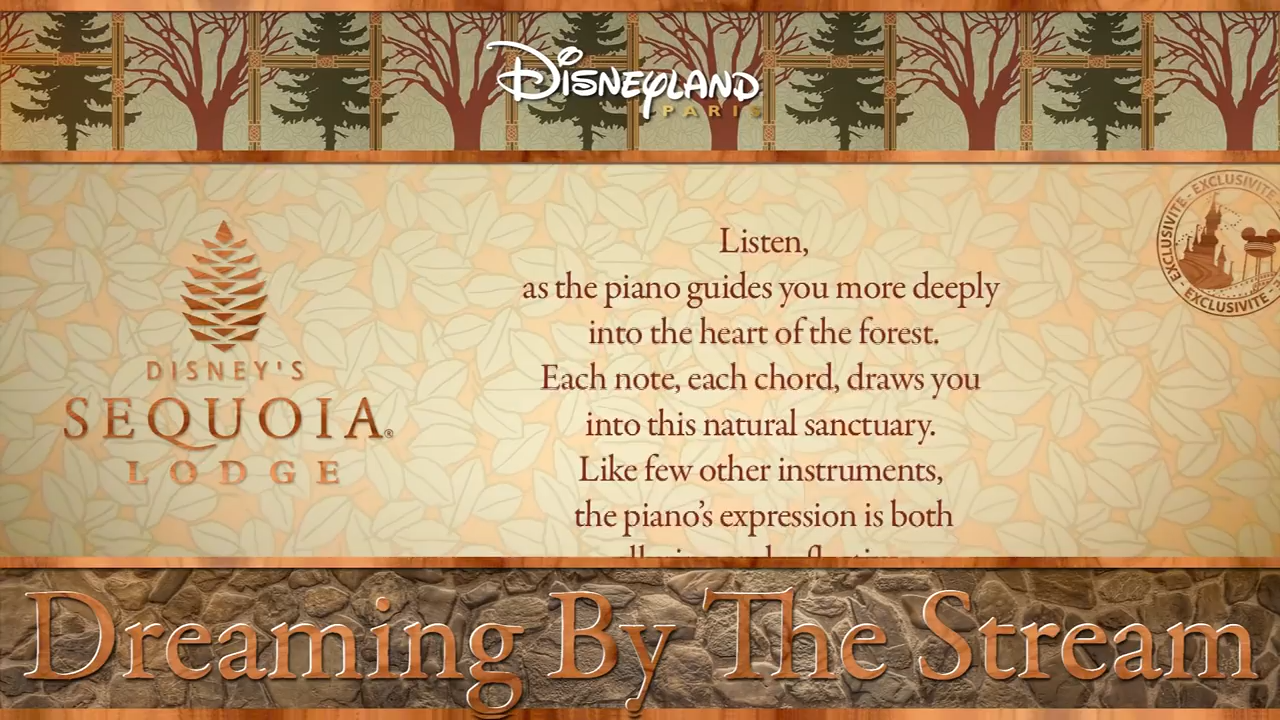 DISNEYLAND
PARIS
EXCLUSIVITE - EXCLUSIVITE
- EXCLUSIVITE -
DISNEY'S
SEQUOIA®
LODGE
Listen,
as the piano guides you more deeply
into the heart of the forest.
Each note, each chord, draws you
into this natural sanctuary.
Like few other instruments,
the piano’s expression is both
Dreaming By The Stream